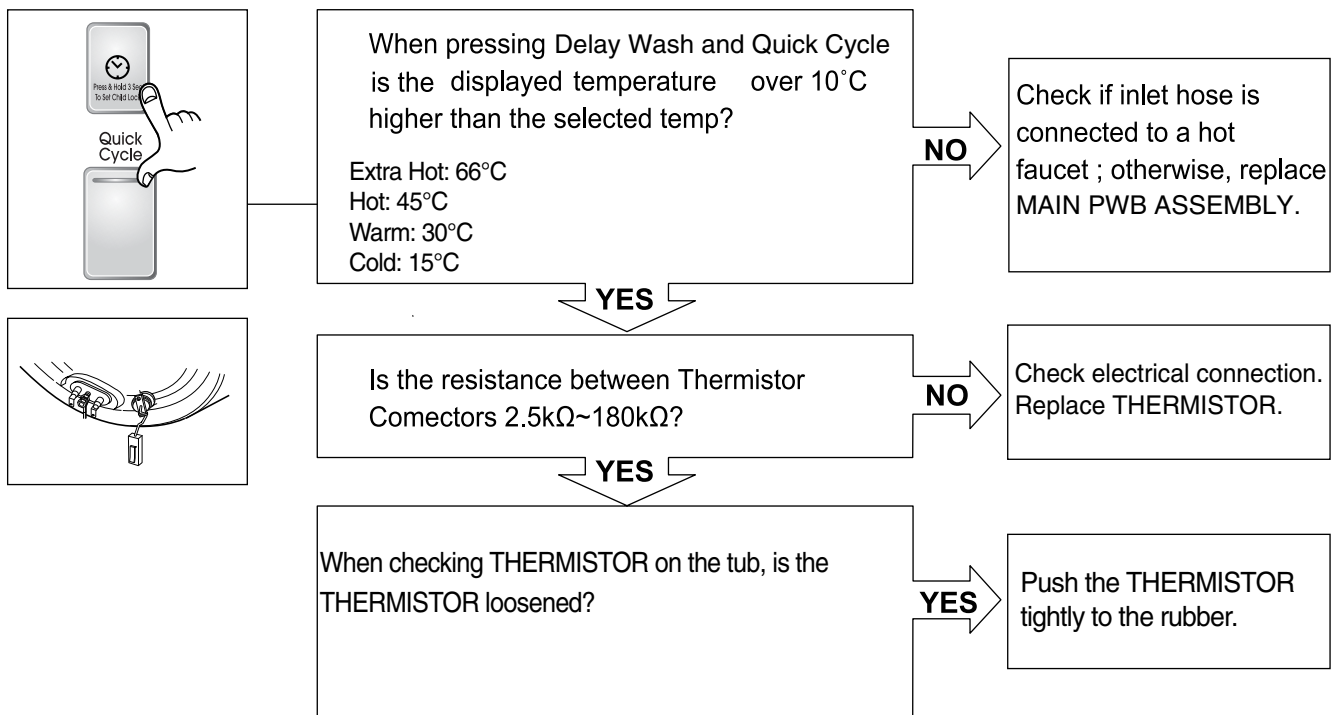 Press & Hold 3 Sec
To Set Child Lock
Quick
Cycle
When pressing Delay Wash and Quick Cycle
is the displayed temperature over 10˚C
higher than the selected temp?
Extra Hot: 66°C
Hot: 45°C
Warm: 30°C
Cold: 15°C
NO
Check if inlet hose is
connected to a hot
faucet ; otherwise, replace
MAIN PWB ASSEMBLY.
YES
Is the resistance between Thermistor
Comectors 2.5kΩ~180kΩ?
NO
Check electrical connection.
Replace THERMISTOR.
YES
When checking THERMISTOR on the tub, is the
THERMISTOR loosened?
YES
Push the THERMISTOR
tightly to the rubber.